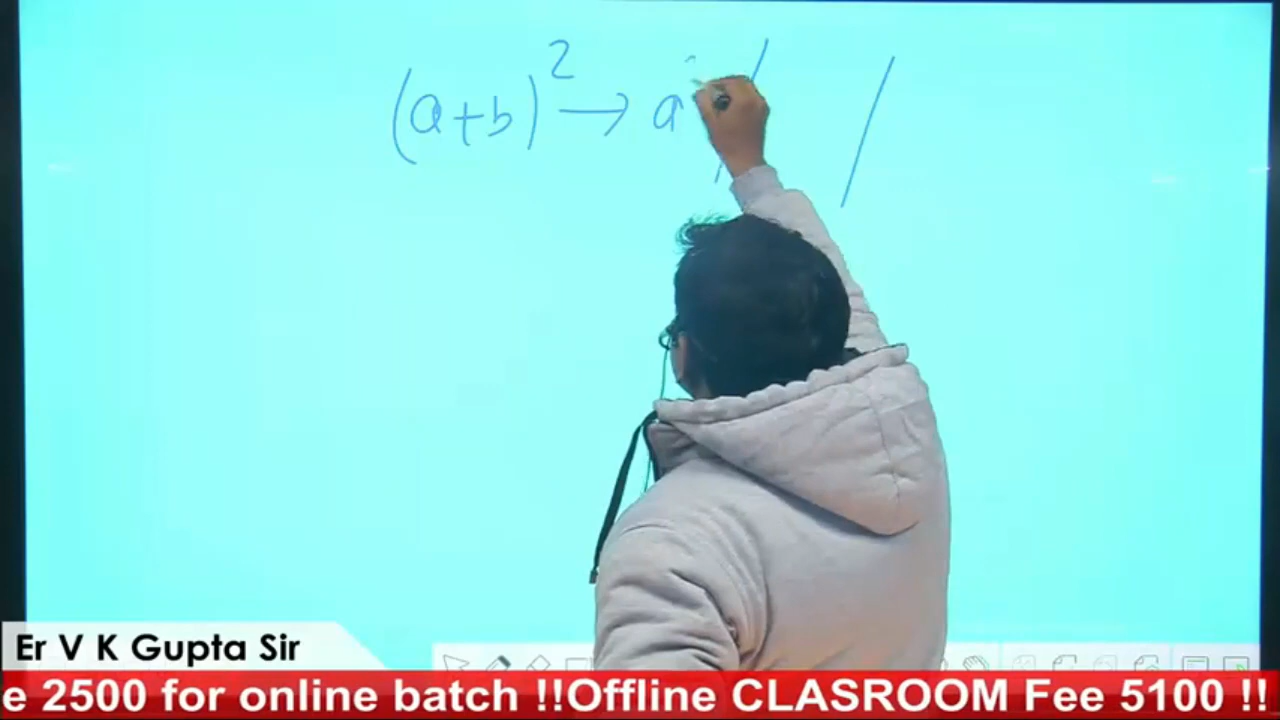 (a+b)² → a / /
Er V K Gupta Sir
e 2500 for online batch !!Offline CLASROOM Fee 5100 !!